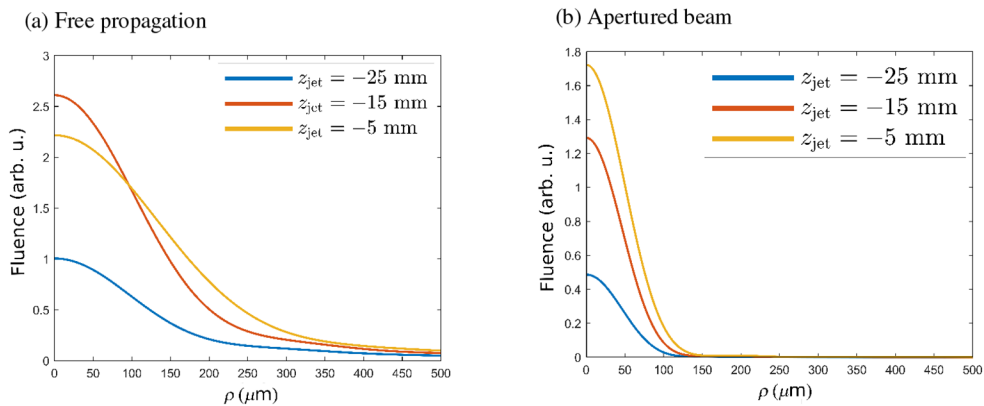 (a) Free propagation
3
2.5
2
1.5
1
0.5
0
Fluence (arb. u.)
0 50 100 150 200 250 300 350 400 450 500
ρ (μm)
z_jet = −25 mm
z_jet = −15 mm
z_jet = −5 mm
(b) Apertured beam
1.8
1.6
1.4
1.2
1
0.8
0.6
0.4
0.2
0
Fluence (arb. u.)
0 50 100 150 200 250 300 350 400 450 500
ρ (μm)
z_jet = −25 mm
z_jet = −15 mm
z_jet = −5 mm